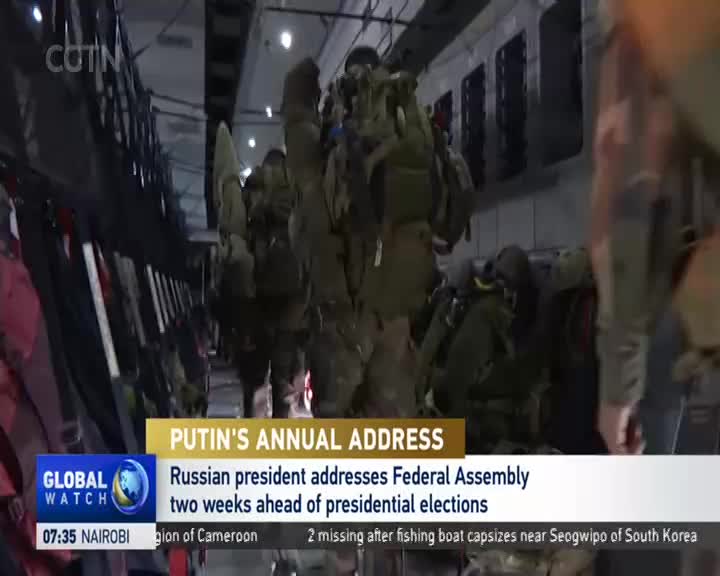 CGTN
PUTIN'S ANNUAL ADDRESS
Russian president addresses Federal Assembly
two weeks ahead of presidential elections
GLOBAL
WATCH
07:35 NAIROBI
gion of Cameroon 2 missing after fishing boat capsizes near Seogwipo of South Korea